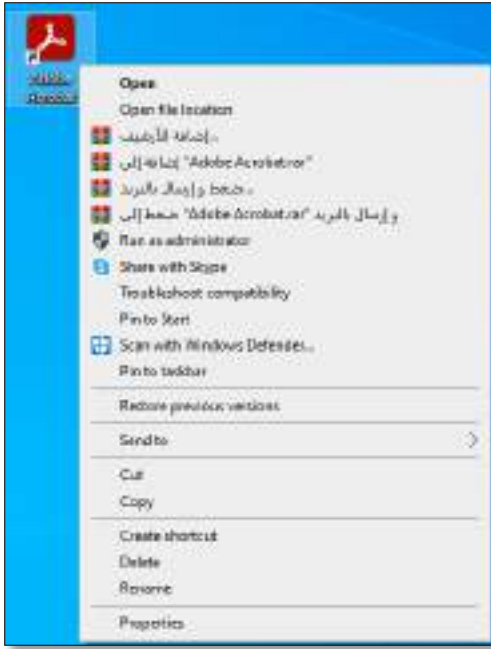 Adobe
Acrobat
Open
Open file location
إضافة للأرشيف...
إضافة إلى "Adobe Acrobat.rar"
ضغط وإرسال بالبريد...
ضغط إلى "Adobe Acrobat.rar" وإرسال بالبريد
Run as administrator
Share with Skype
Troubleshoot compatibility
Pin to Start
Scan with Windows Defender...
Pin to taskbar
Restore previous versions
Send to
Cut
Copy
Create shortcut
Delete
Rename
Properties